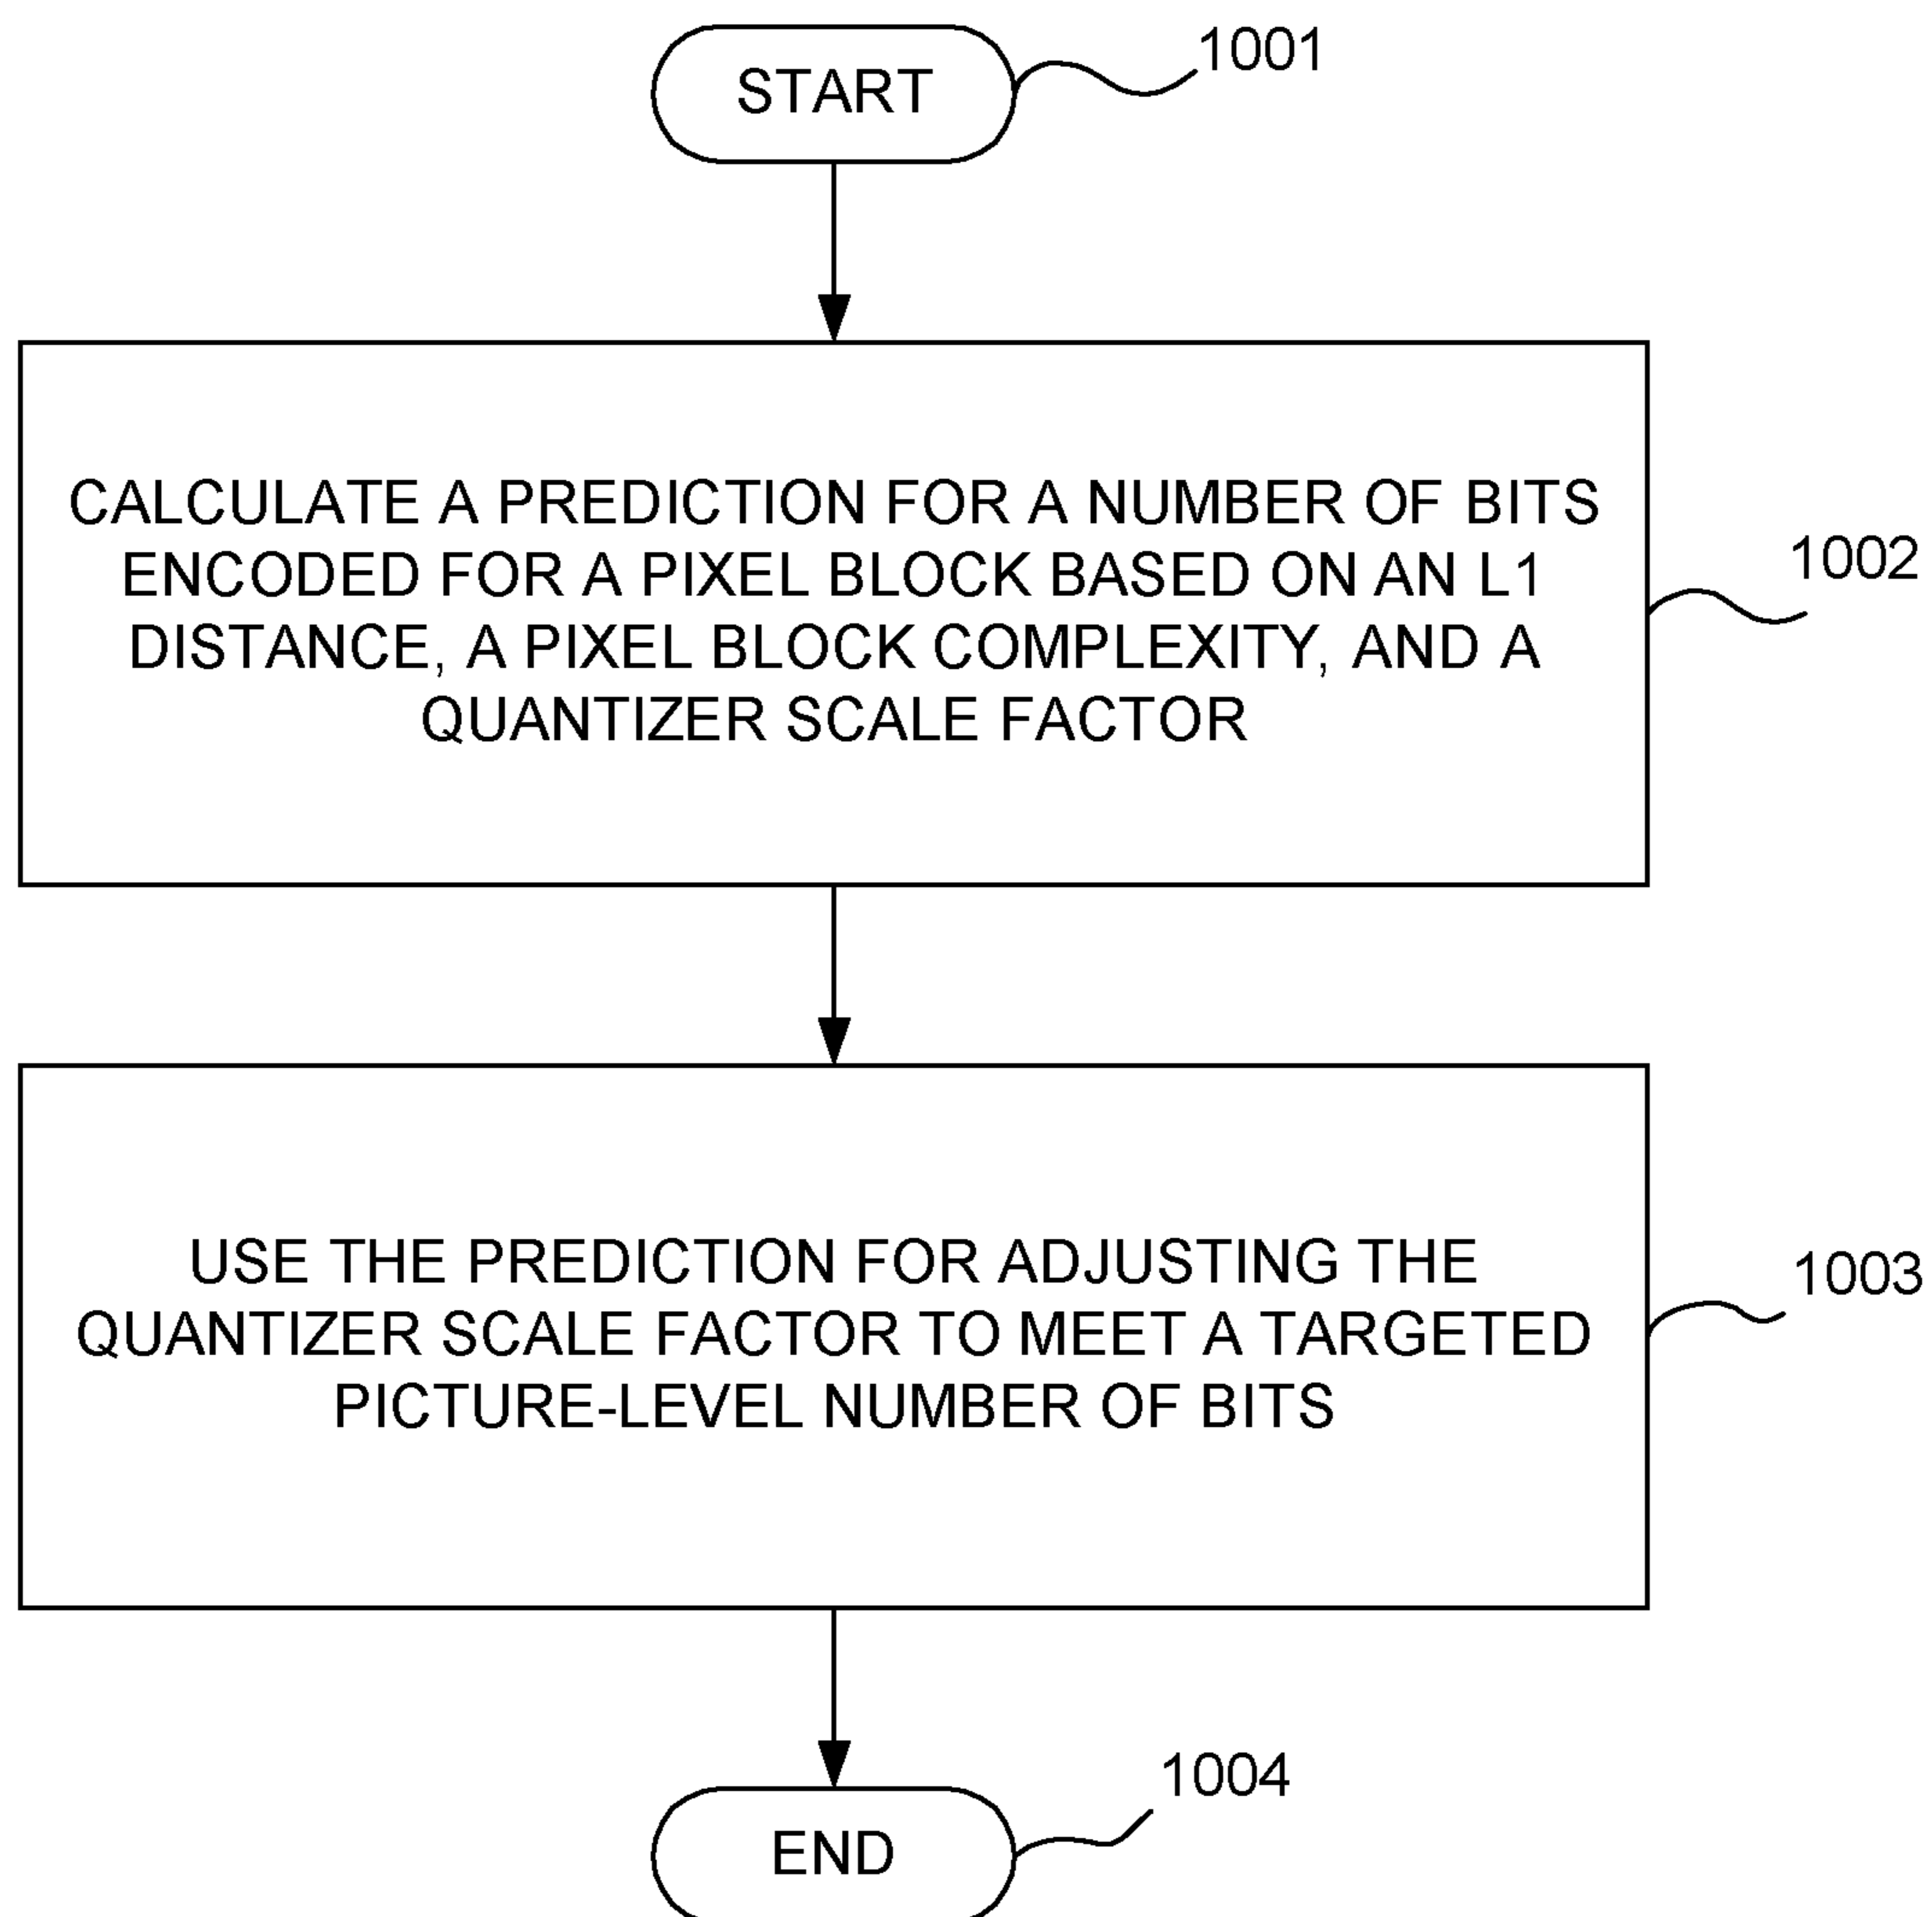 START
1001
CALCULATE A PREDICTION FOR A NUMBER OF BITS
ENCODED FOR A PIXEL BLOCK BASED ON AN L1
DISTANCE, A PIXEL BLOCK COMPLEXITY, AND A
QUANTIZER SCALE FACTOR
1002
USE THE PREDICTION FOR ADJUSTING THE
QUANTIZER SCALE FACTOR TO MEET A TARGETED
PICTURE-LEVEL NUMBER OF BITS
1003
END
1004